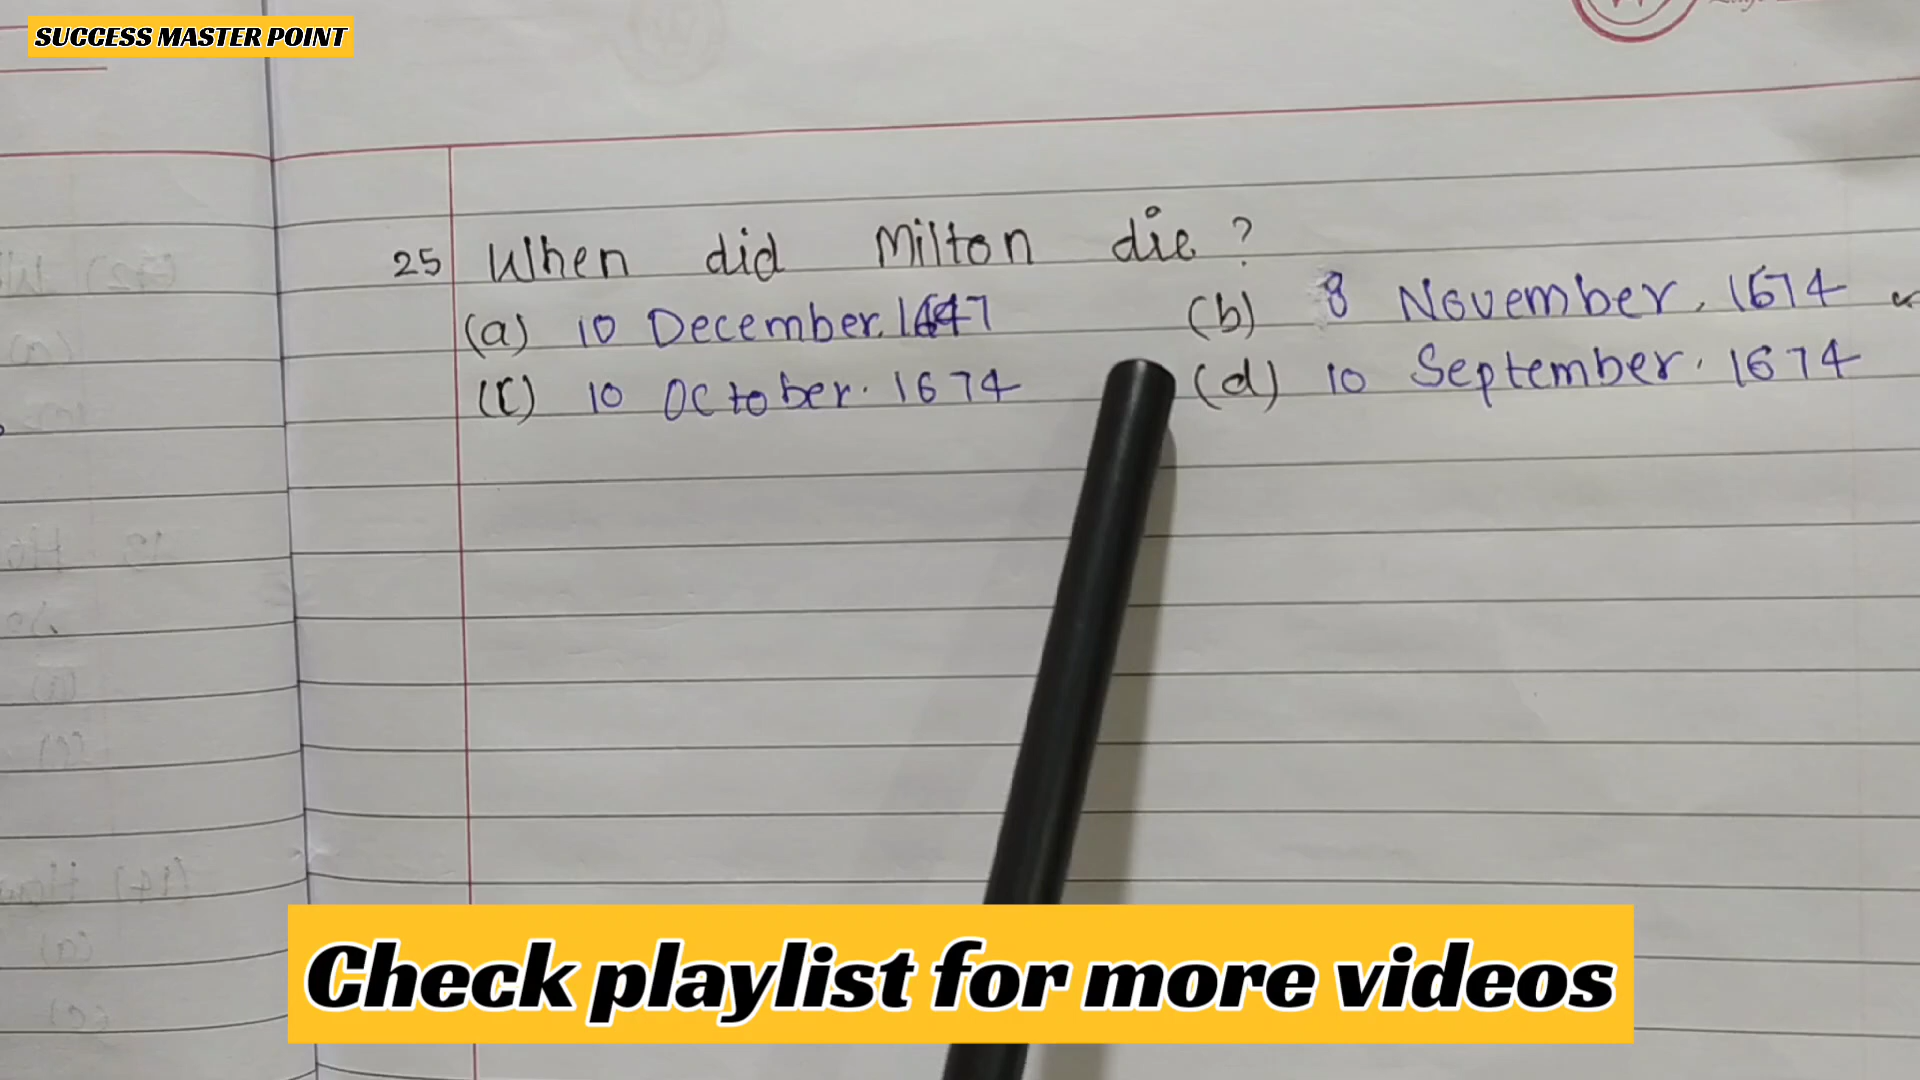 SUCCESS MASTER POINT
25 When did Milton die?
(a) 10 December. 1647 (b) 8 November. 1674
(c) 10 October. 1674 (d) 10 September. 1674
Check playlist for more videos